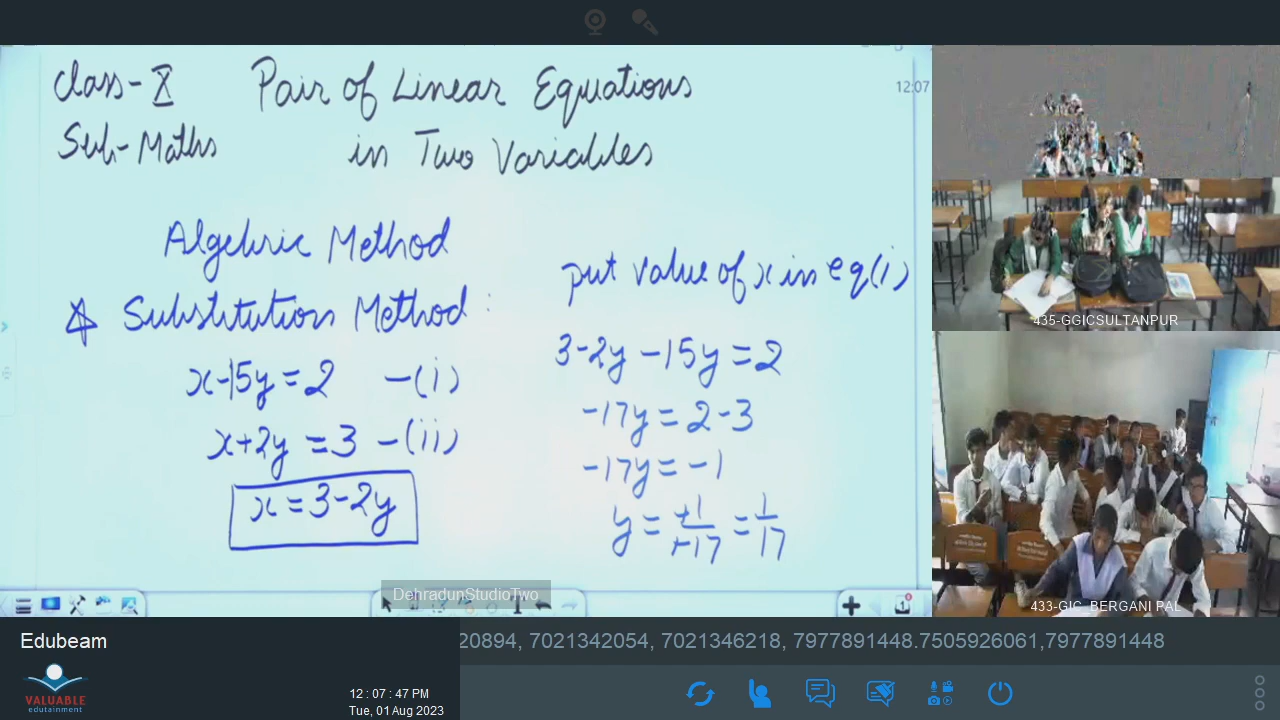 12:07
Class-X Pair of Linear Equations
Sub-Maths in Two Variables
Algebric Method
☆ Substitution Method:
x-15y=2 -(i)
x+2y=3 -(ii)
x=3-2y
put value of x in eq(i)
3-2y-15y=2
-17y=2-3
-17y=-1
y=+1/+17=1/17
435-GGICSULTANPUR
433-GIC_BERGANI PAL
DehradunStudioTwo
1
Edubeam
20894, 7021342054, 7021346218, 7977891448.7505926061,7977891448
VALUABLE
edutainment
12 : 07 : 47 PM
Tue, 01 Aug 2023